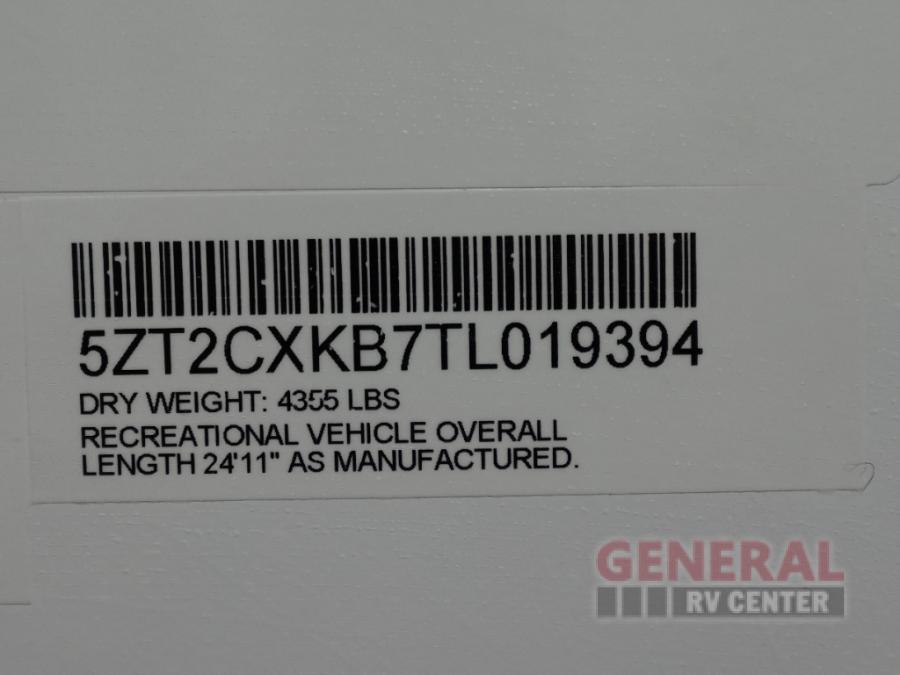 5ZT2CXKB7TL019394
DRY WEIGHT: 4355 LBS
RECREATIONAL VEHICLE OVERALL
LENGTH 24'11" AS MANUFACTURED.
GENERAL
RV CENTER